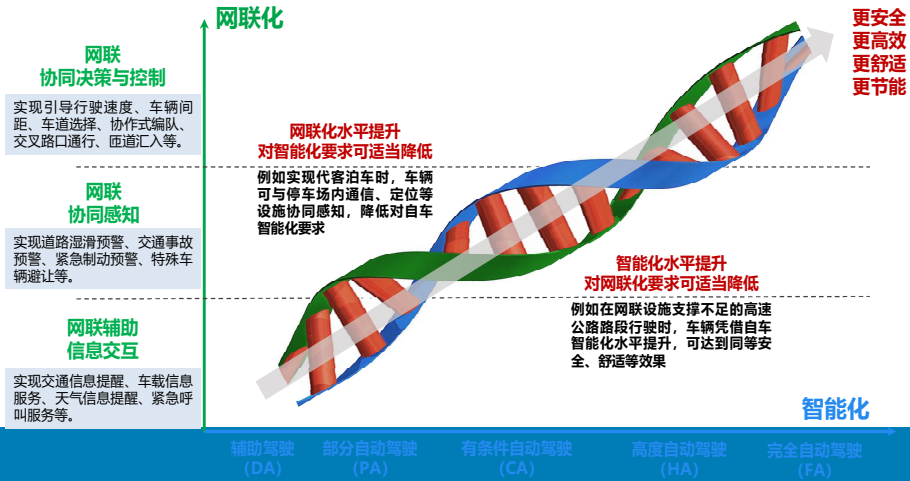 网联化
更安全
更高效
更舒适
更节能
网联
协同决策与控制
实现引导行驶速度、车辆间
距、车道选择、协作式编队、
交叉路口通行、匝道汇入等。
网联化水平提升
对智能化要求可适当降低
例如实现代客泊车时，车辆
可与停车场内通信、定位等
设施协同感知，降低对自车
智能化要求
网联
协同感知
实现道路湿滑预警、交通事故
预警、紧急制动预警、特殊车
辆避让等。
智能化水平提升
对网联化要求可适当降低
例如在网联设施支撑不足的高速
公路路段行驶时，车辆凭借自车
智能化水平提升，可达到同等安
全、舒适等效果
网联辅助
信息交互
实现交通信息提醒、车载信息
服务、天气信息提醒、紧急呼
叫服务等。
智能化
辅助驾驶
(DA)
部分自动驾驶
(PA)
有条件自动驾驶
(CA)
高度自动驾驶
(HA)
完全自动驾驶
(FA)